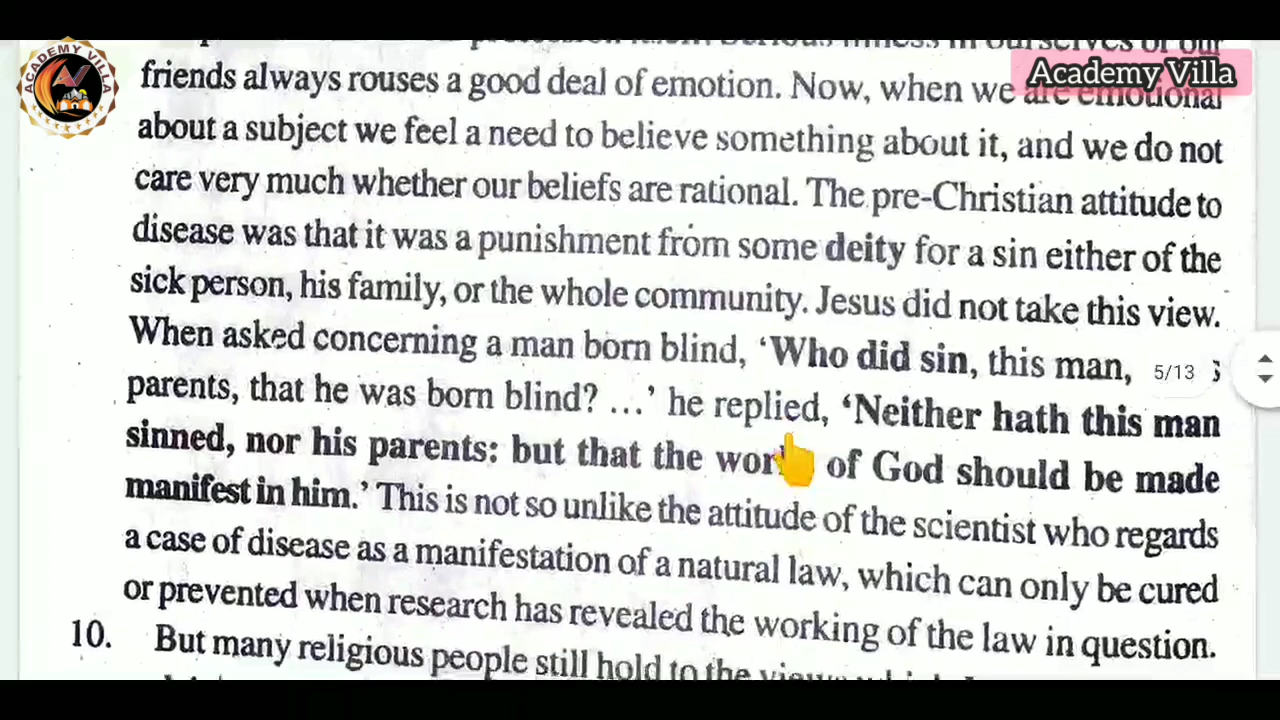 ACADEMY VILLA
Academy Villa
friends always rouses a good deal of emotion. Now, when we are emotional
about a subject we feel a need to believe something about it, and we do not
care very much whether our beliefs are rational. The pre-Christian attitude to
disease was that it was a punishment from some deity for a sin either of the
sick person, his family, or the whole community. Jesus did not take this view.
When asked concerning a man born blind, ‘Who did sin, this man,
5/13
parents, that he was born blind? ...’ he replied, ‘Neither hath this man
sinned, nor his parents: but that the of God should be made
manifest in him.’ This is not so unlike the attitude of the scientist who regards
a case of disease as a manifestation of a natural law, which can only be cured
or prevented when research has revealed the working of the law in question.
10. But many religious people still hold to the